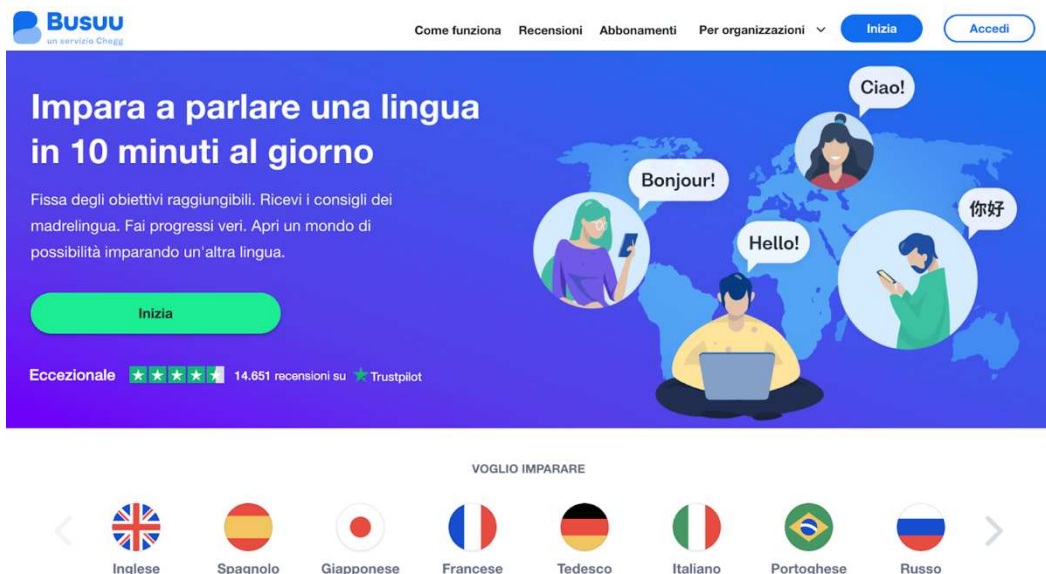 Busuu
un servizio Chegg
Come funziona Recensioni Abbonamenti Per organizzazioni Inizia Accedi
Impara a parlare una lingua
in 10 minuti al giorno
Fissa degli obiettivi raggiungibili. Ricevi i consigli dei
madrelingua. Fai progressi veri. Apri un mondo di
possibilità imparando un'altra lingua.
Inizia
Eccezionale 14.651 recensioni su Trustpilot
Ciao!
Bonjour!
你好
Hello!
VOGLIO IMPARARE
Inglese Spagnolo Giapponese Francese Tedesco Italiano Portoghese Russo